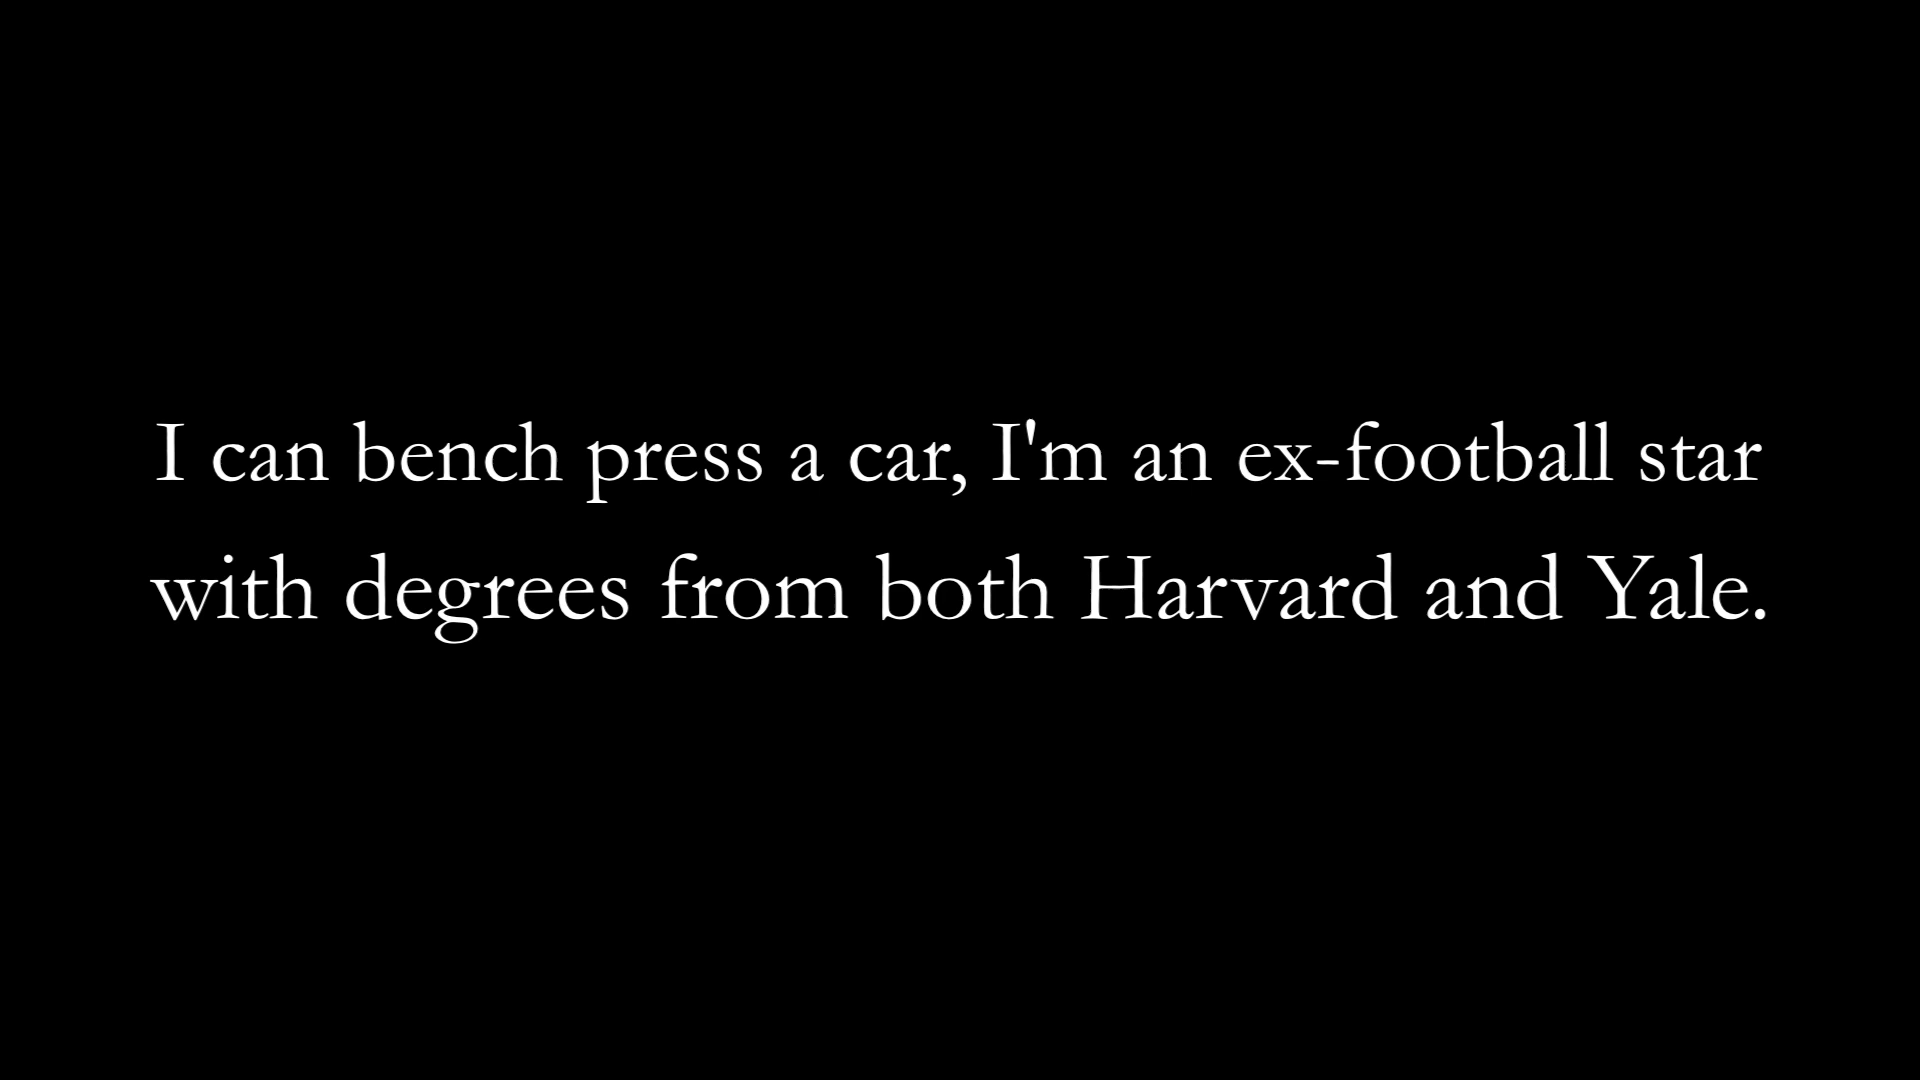 I can bench press a car, I'm an ex-football star
with degrees from both Harvard and Yale.